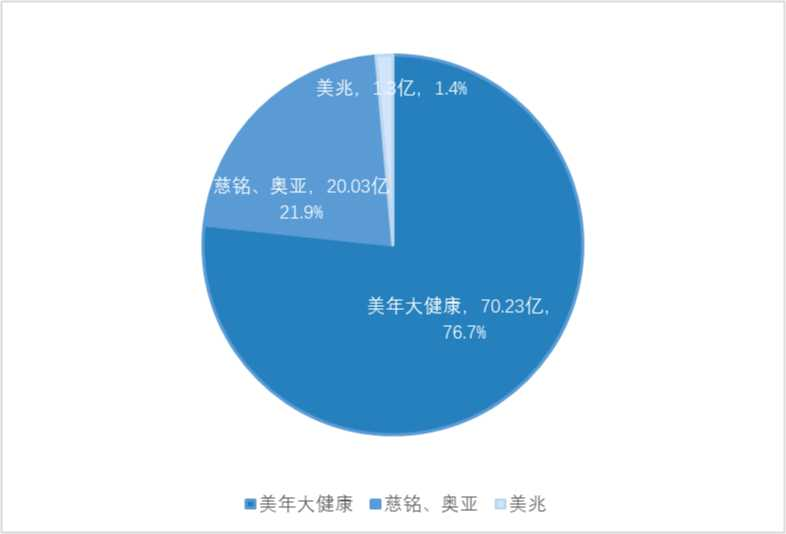 美兆，1.3亿，1.4%
慈铭、奥亚，20.03亿
21.9%
美年大健康，70.23亿，
76.7%
美年大健康 慈铭、奥亚 美兆